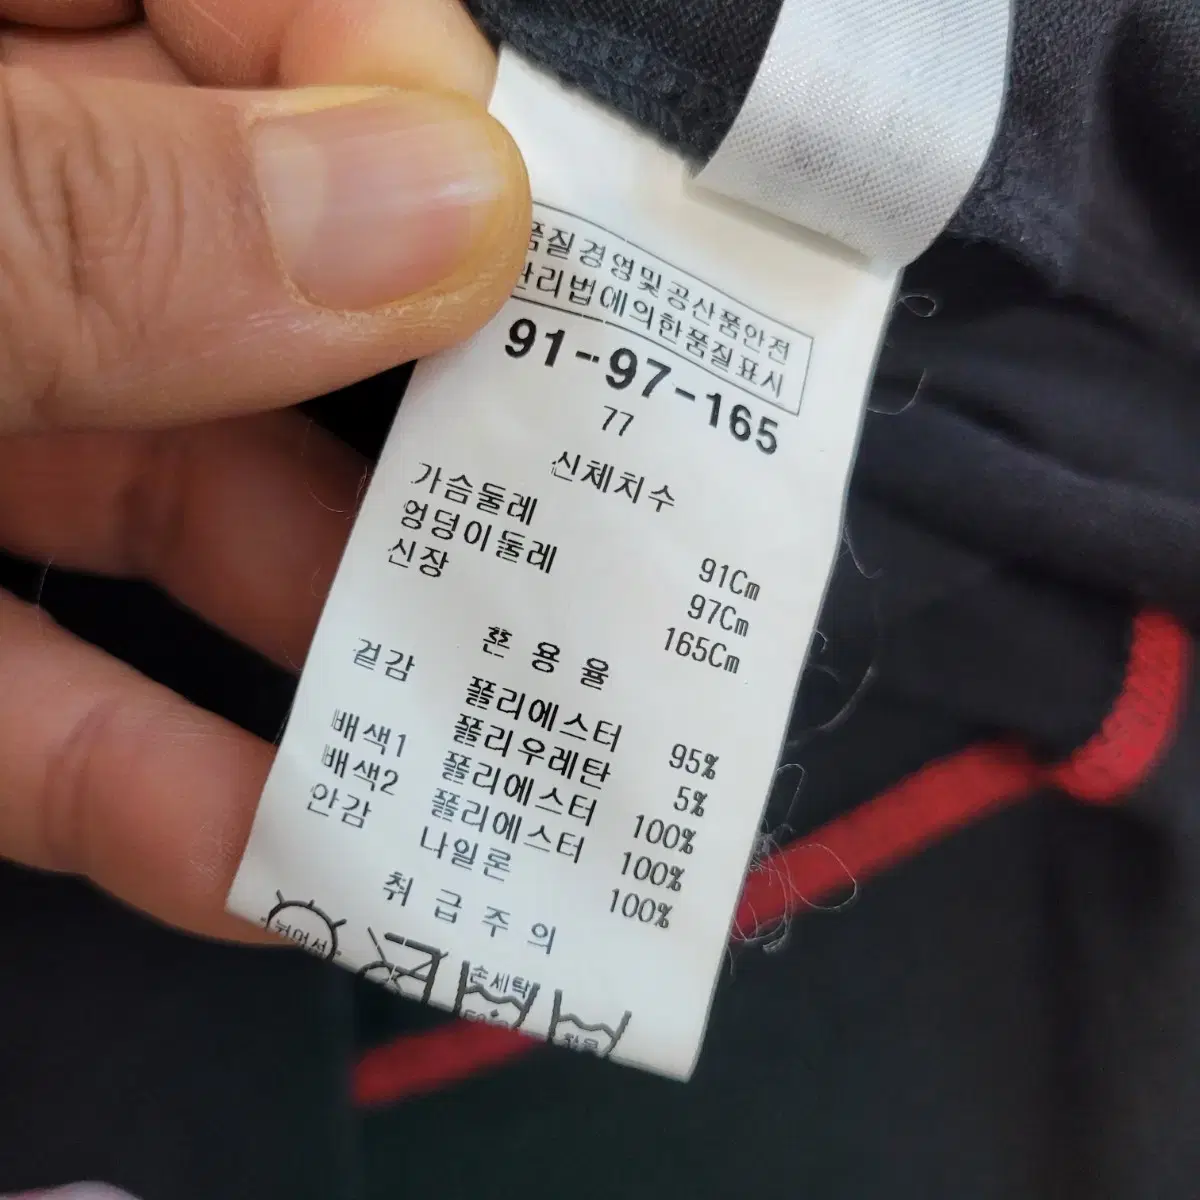 품질경영및공산품안전
관리법에의한품질표시
91-97-165
77
신체치수
가슴둘레 91Cm
엉덩이둘레 97Cm
신장 165Cm
혼 용 율
겉감 폴리에스터 95%
폴리우레탄 5%
배색1 폴리에스터 100%
배색2 폴리에스터 100%
안감 나일론 100%
취 급 주 의
손세탁